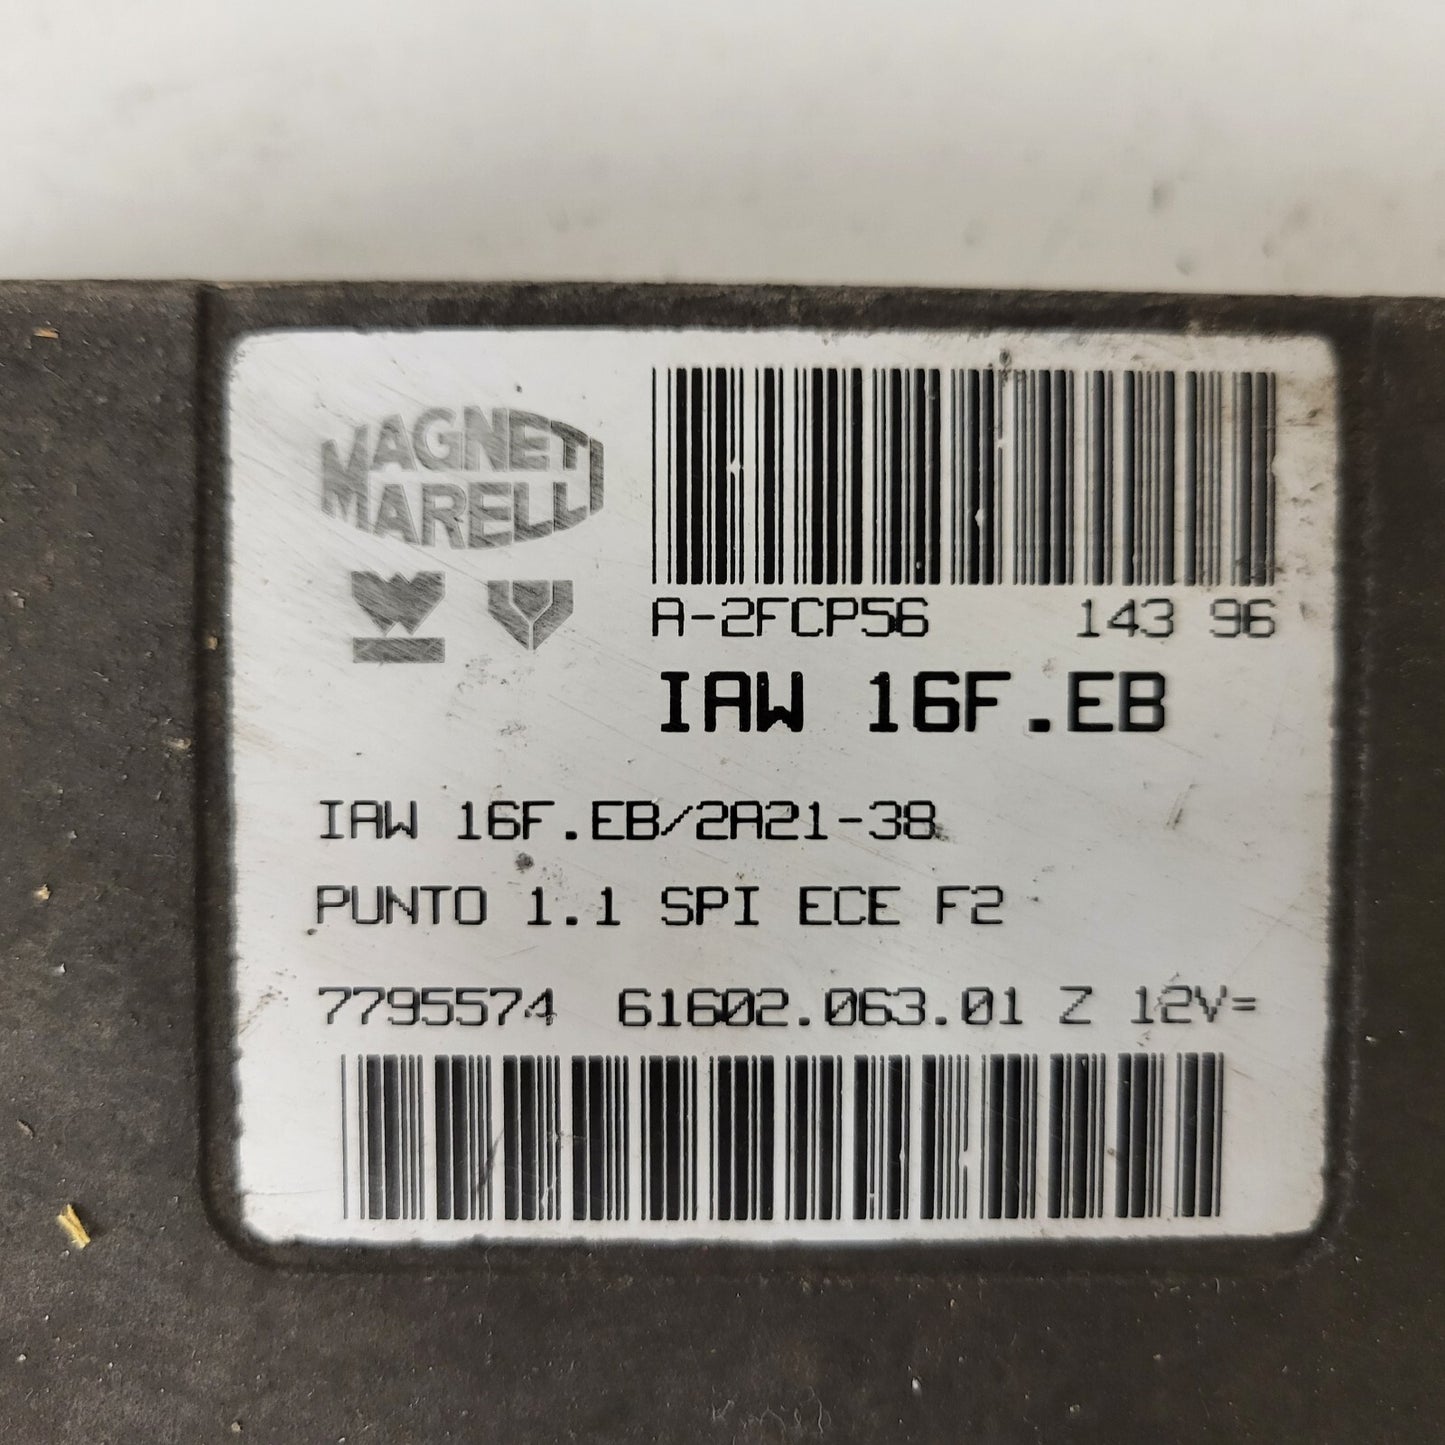 MAGNETI
MARELLI
A-2FCP56 143 96
IAW 16F.EB
IAW 16F.EB/2A21-38
PUNTO 1.1 SPI ECE F2
7795574 61602.063.01 Z 12V=